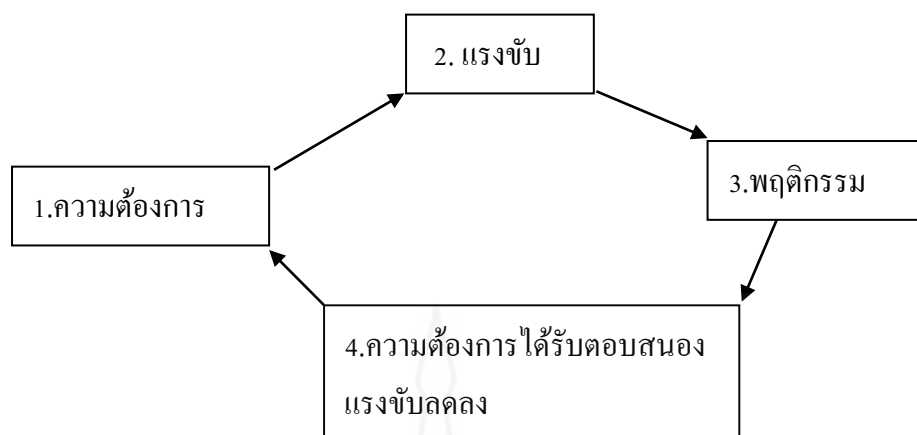 2. แรงขับ
1.ความต้องการ
3.พฤติกรรม
4.ความต้องการได้รับตอบสนอง
แรงขับลดลง